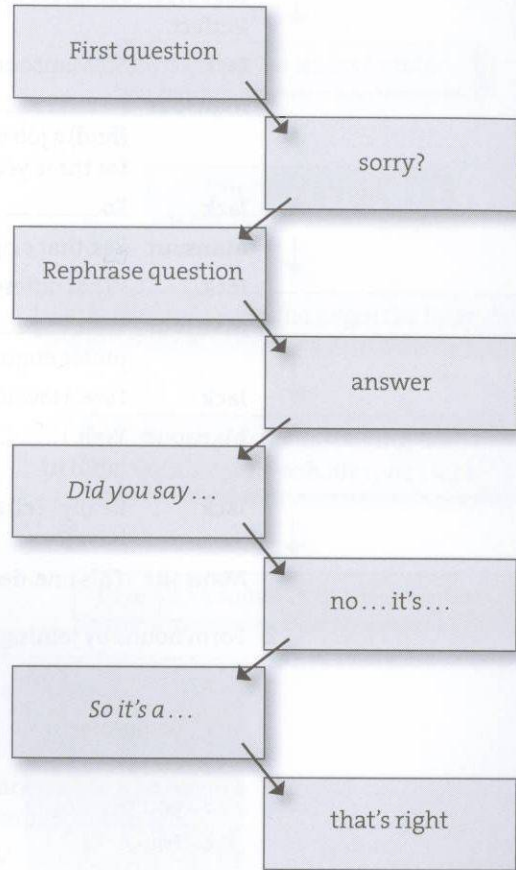 First question
sorry?
Rephrase question
answer
Did you say…
no…it's…
So it's a…
that's right